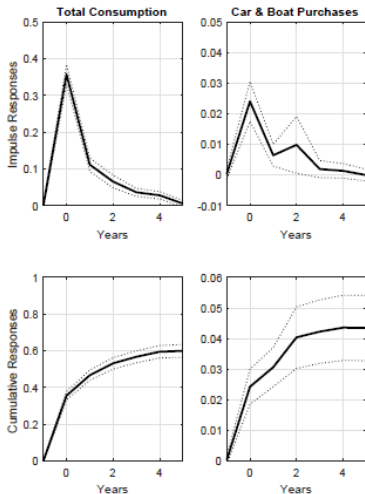 Total Consumption
Car & Boat Purchases
Impulse Responses
0.5
0.4
0.3
0.2
0.1
0
0.05
0.04
0.03
0.02
0.01
0
-0.01
0 2 4
Years
0 2 4
Years
Cumulative Responses
1
0.8
0.6
0.4
0.2
0
0.06
0.05
0.04
0.03
0.02
0.01
0
0 2 4
Years
0 2 4
Years